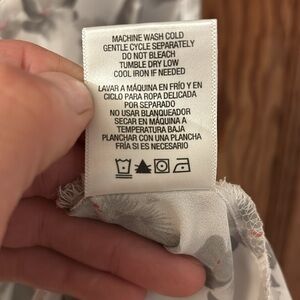 MACHINE WASH COLD
GENTLE CYCLE SEPARATELY
DO NOT BLEACH
TUMBLE DRY LOW
COOL IRON IF NEEDED
LAVAR A MÁQUINA EN FRÍO Y EN
CICLO PARA ROPA DELICADA
POR SEPARADO
NO USAR BLANQUEADOR
SECAR EN MÁQUINA A
TEMPERATURA BAJA
PLANCHAR CON UNA PLANCHA
FRÍA SI ES NECESARIO